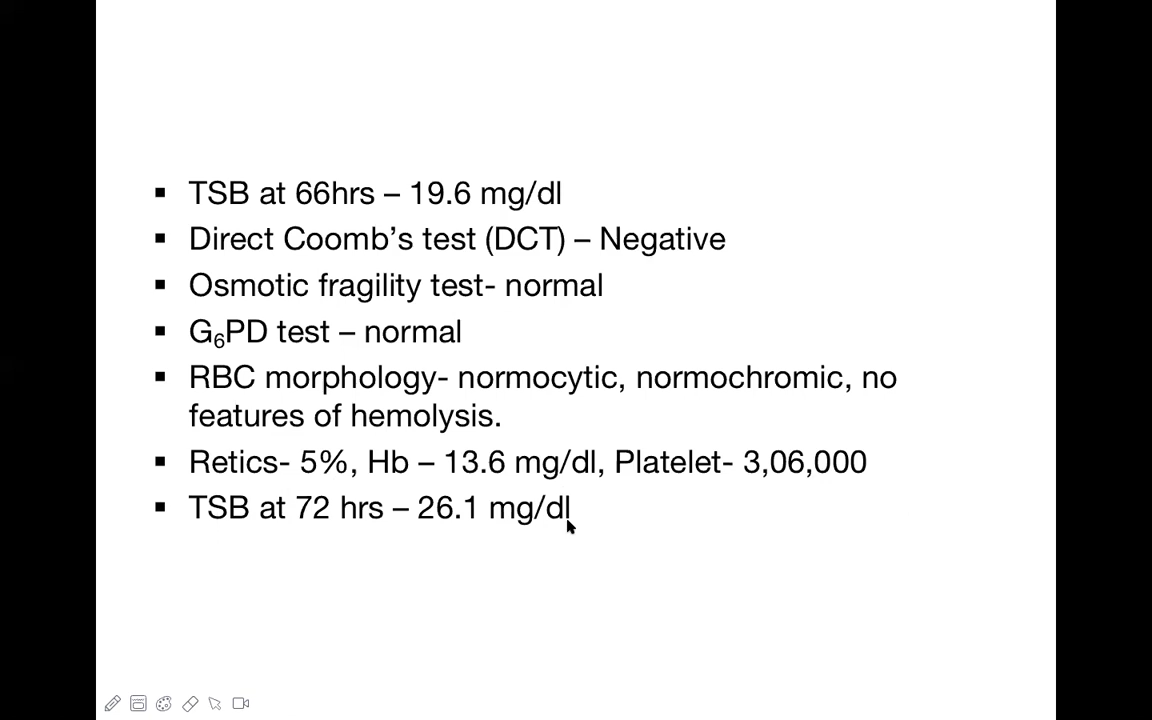 ▪ TSB at 66hrs – 19.6 mg/dl
▪ Direct Coomb’s test (DCT) – Negative
▪ Osmotic fragility test- normal
▪ G₆PD test – normal
▪ RBC morphology- normocytic, normochromic, no
features of hemolysis.
▪ Retics- 5%, Hb – 13.6 mg/dl, Platelet- 3,06,000
▪ TSB at 72 hrs – 26.1 mg/dl